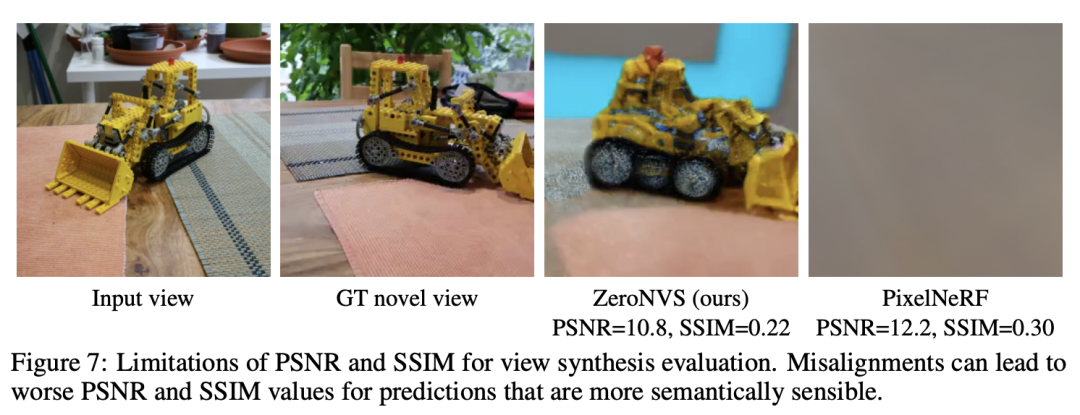 Input view
GT novel view
ZeroNVS (ours)
PSNR=10.8, SSIM=0.22
PixelNeRF
PSNR=12.2, SSIM=0.30
Figure 7: Limitations of PSNR and SSIM for view synthesis evaluation. Misalignments can lead to
worse PSNR and SSIM values for predictions that are more semantically sensible.